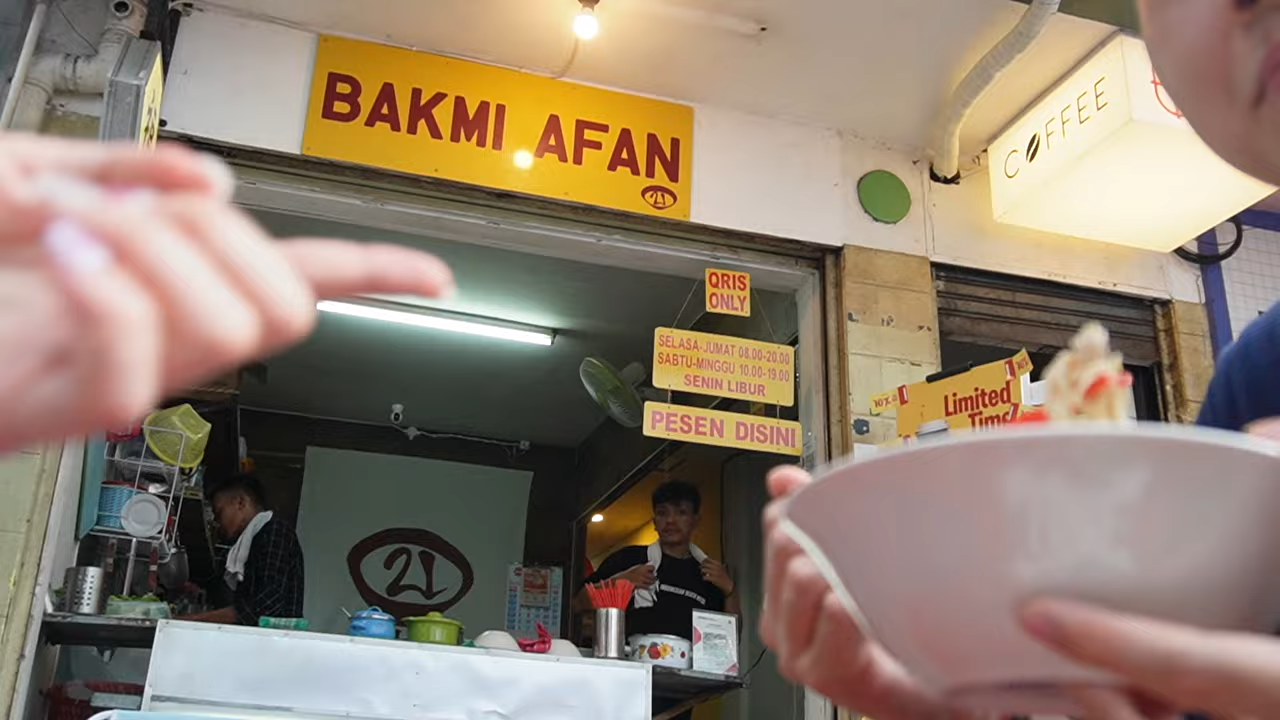 BAKMI AFAN
21
COFFEE
QRIS
ONLY
SELASA-JUMAT 08.00-20.00
SABTU-MINGGU 10.00-19.00
SENIN LIBUR
PESEN DISINI
Limited
Time
21